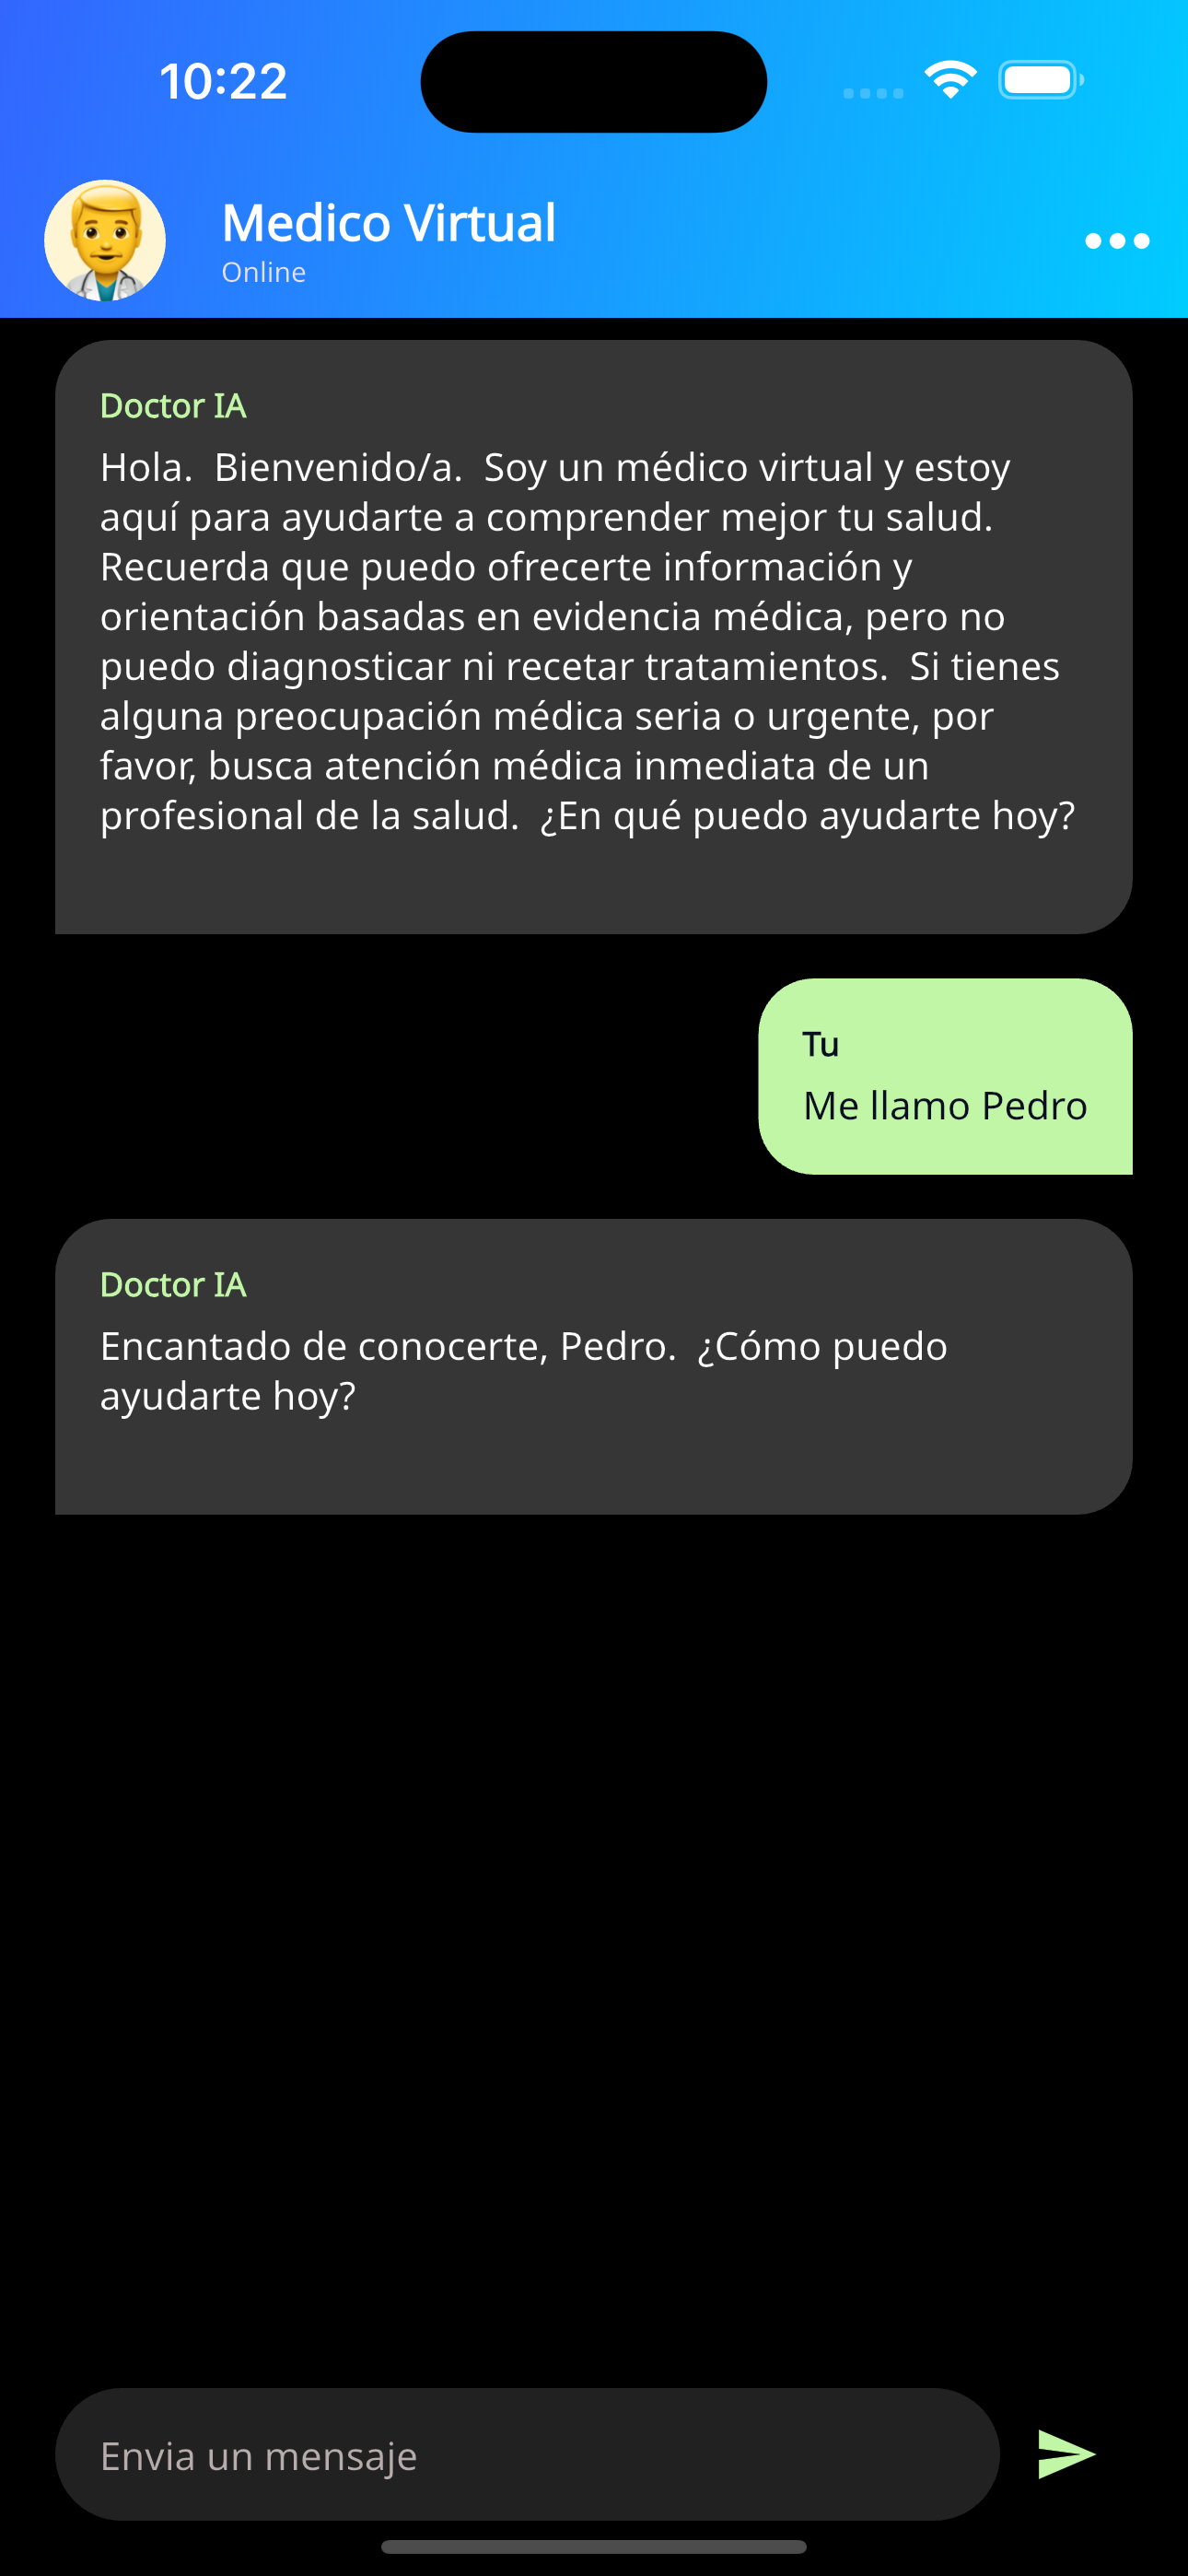 10:22
Medico Virtual
Online
Doctor IA
Hola.  Bienvenido/a.  Soy un médico virtual y estoy
aquí para ayudarte a comprender mejor tu salud.
Recuerda que puedo ofrecerte información y
orientación basadas en evidencia médica, pero no
puedo diagnosticar ni recetar tratamientos.  Si tienes
alguna preocupación médica seria o urgente, por
favor, busca atención médica inmediata de un
profesional de la salud.  ¿En qué puedo ayudarte hoy?
Tu
Me llamo Pedro
Doctor IA
Encantado de conocerte, Pedro.  ¿Cómo puedo
ayudarte hoy?
Envia un mensaje